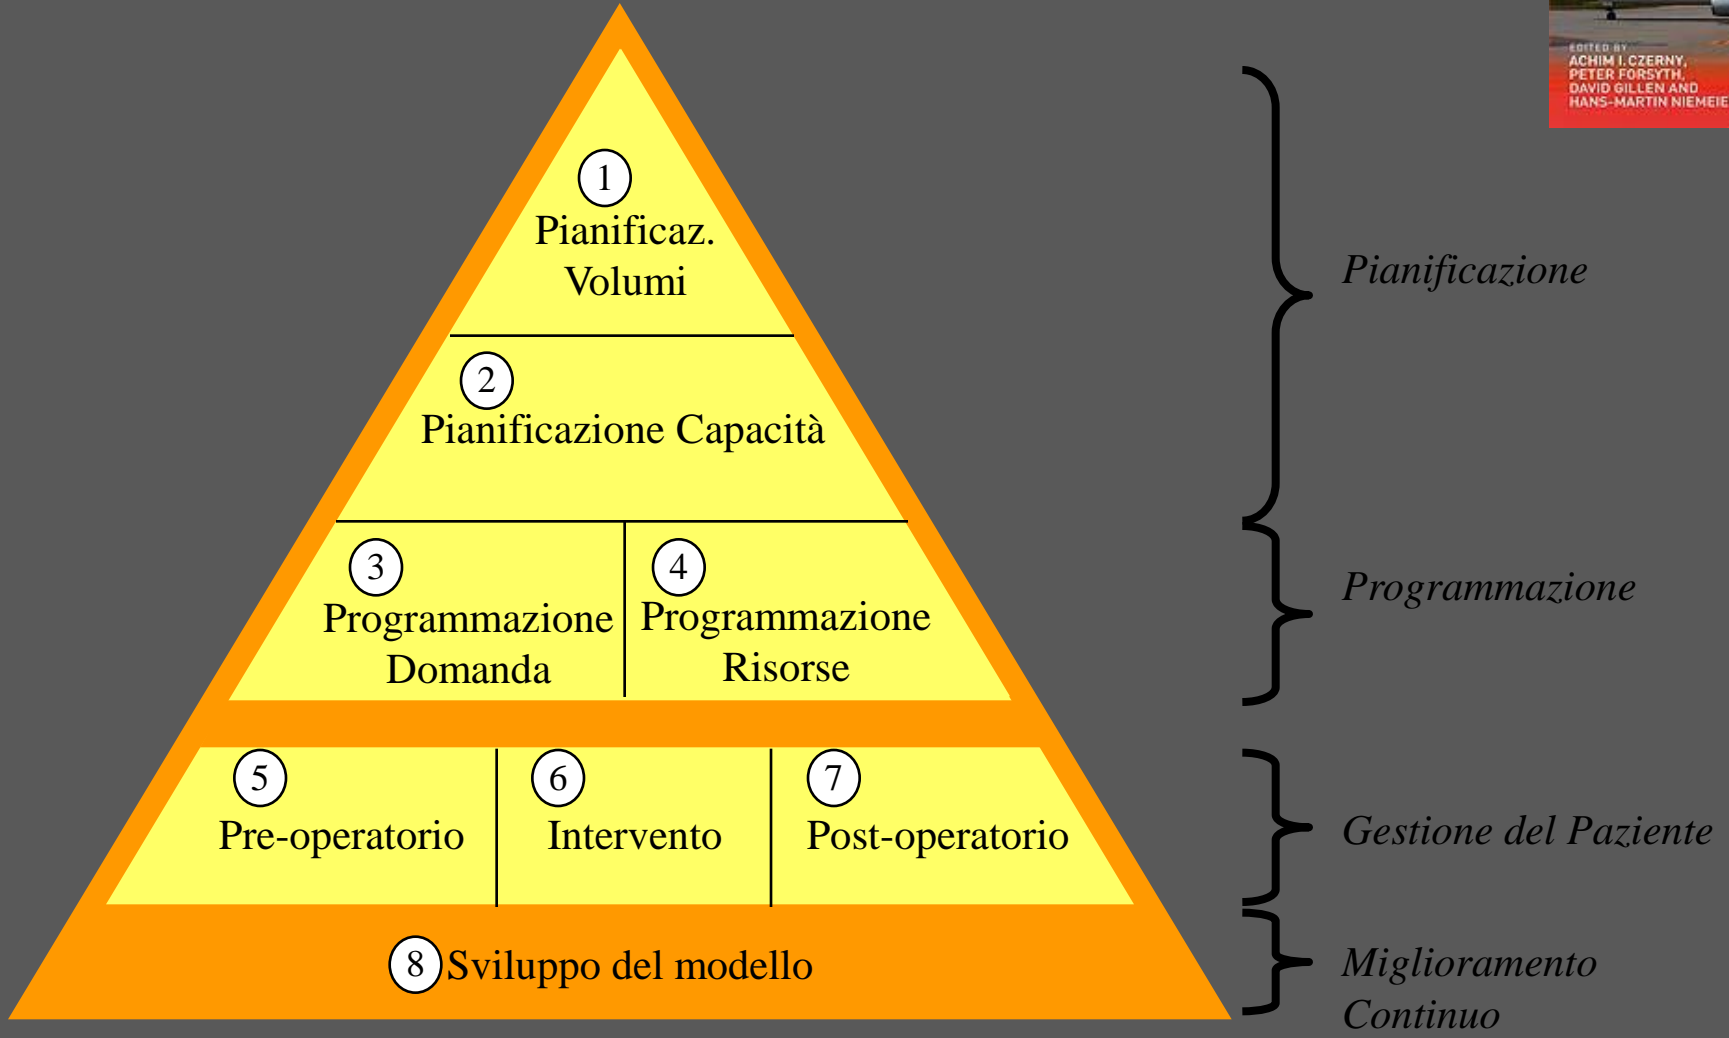 EDITED BY
ACHIM I. CZERNY,
PETER FORSYTH,
DAVID GILLEN AND
HANS-MARTIN NIEMEIE
1
Pianificaz.
Volumi
Pianificazione
2
Pianificazione Capacità
3
Programmazione
Domanda
4
Programmazione
Risorse
Programmazione
5
Pre-operatorio
6
Intervento
7
Post-operatorio
Gestione del Paziente
8 Sviluppo del modello
Miglioramento
Continuo